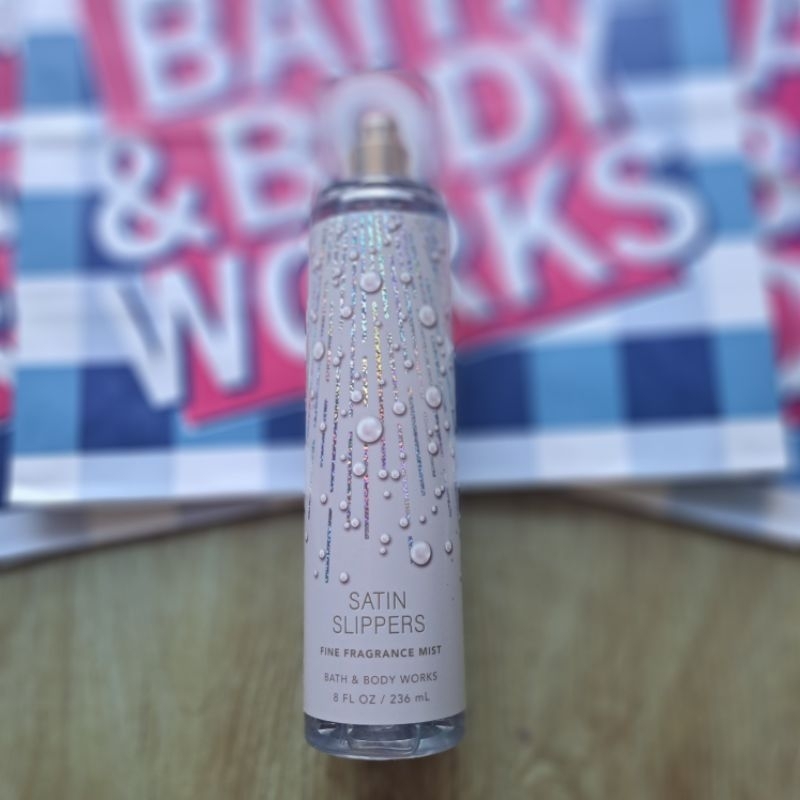 BATH
& BODY
WORKS
SATIN
SLIPPERS
FINE FRAGRANCE MIST
BATH & BODY WORKS
8 FL OZ / 236 mL